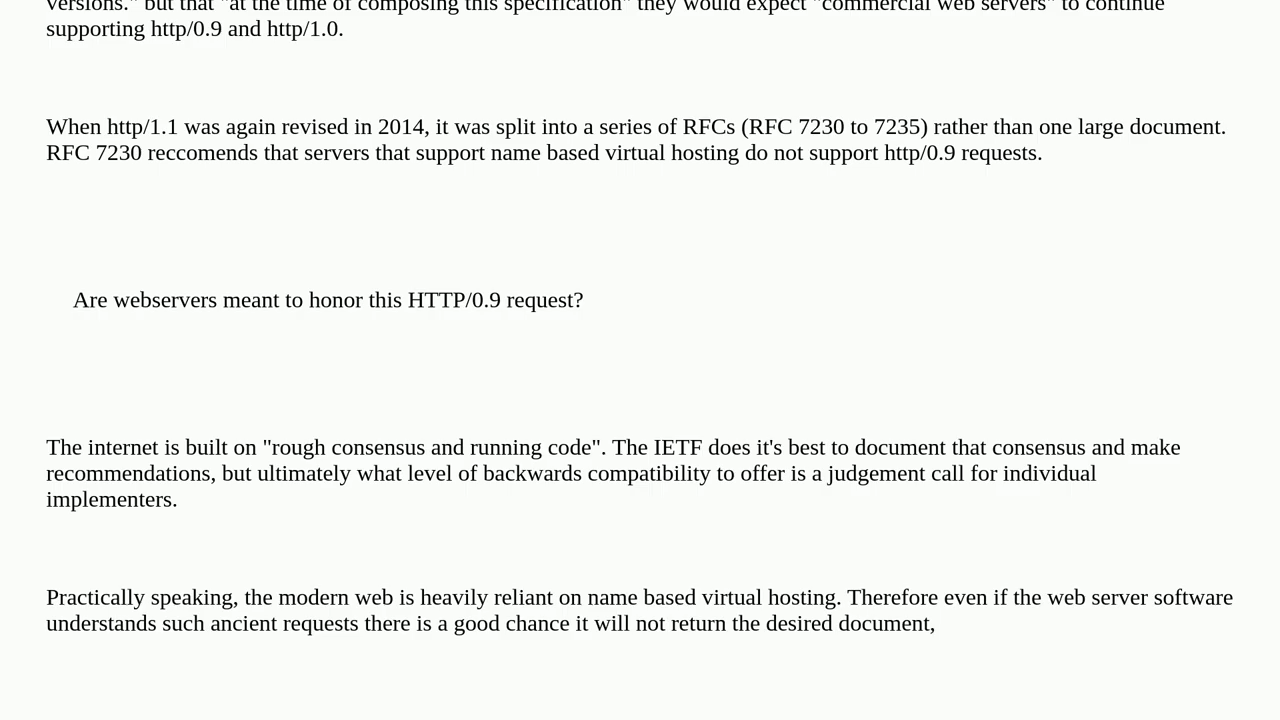 versions." but that "at the time of composing this specification" they would expect "commercial web servers" to continue
supporting http/0.9 and http/1.0.
When http/1.1 was again revised in 2014, it was split into a series of RFCs (RFC 7230 to 7235) rather than one large document.
RFC 7230 reccomends that servers that support name based virtual hosting do not support http/0.9 requests.
Are webservers meant to honor this HTTP/0.9 request?
The internet is built on "rough consensus and running code". The IETF does it's best to document that consensus and make
recommendations, but ultimately what level of backwards compatibility to offer is a judgement call for individual
implementers.
Practically speaking, the modern web is heavily reliant on name based virtual hosting. Therefore even if the web server software
understands such ancient requests there is a good chance it will not return the desired document,